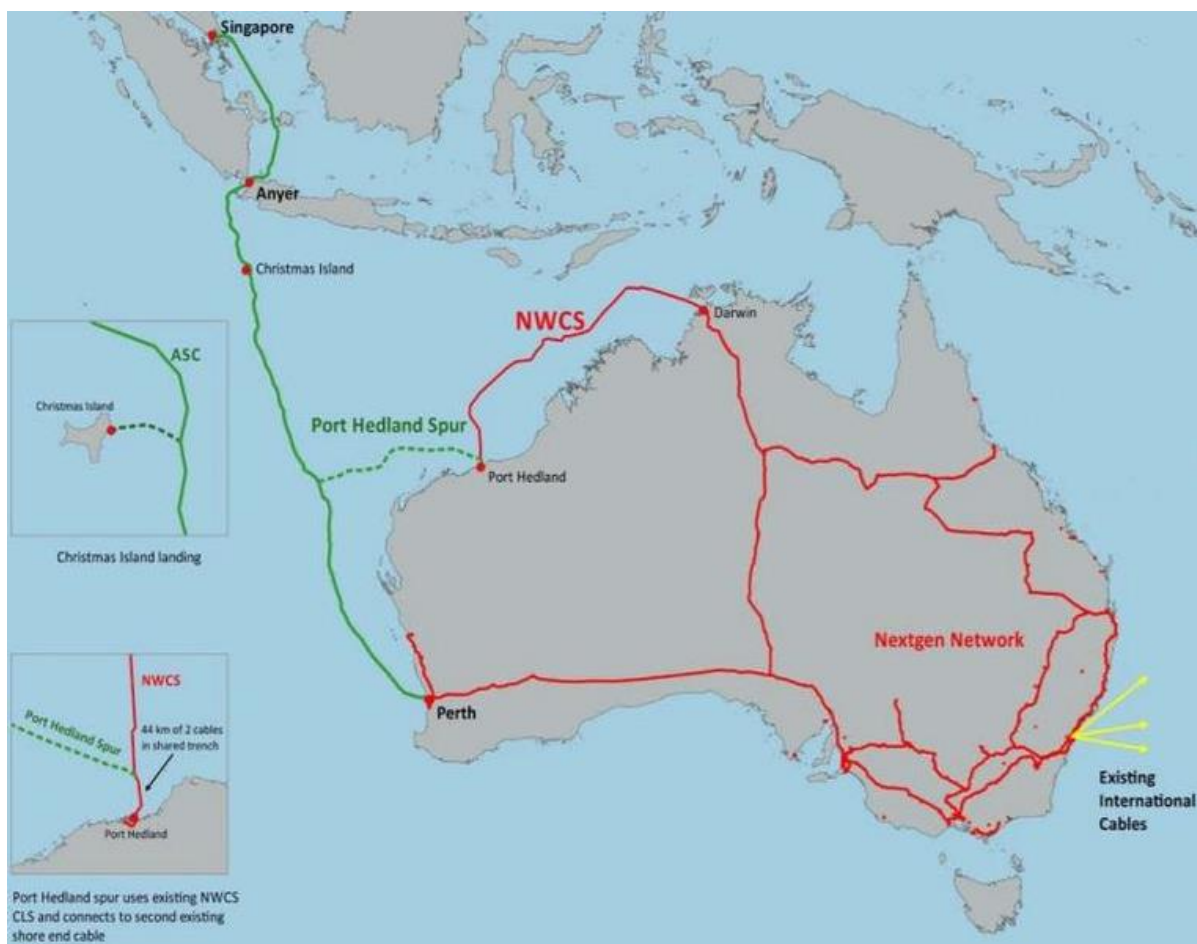 Singapore
Anyer
Christmas Island
NWCS
Darwin
ASC
Christmas Island
Port Hedland Spur
Port Hedland
Christmas Island landing
Nextgen Network
NWCS
Port Hedland Spur
44 km of 2 cables
in shared trench
Perth
Existing
International
Cables
Port Hedland
Port Hedland spur uses existing NWCS
CLS and connects to second existing
shore end cable